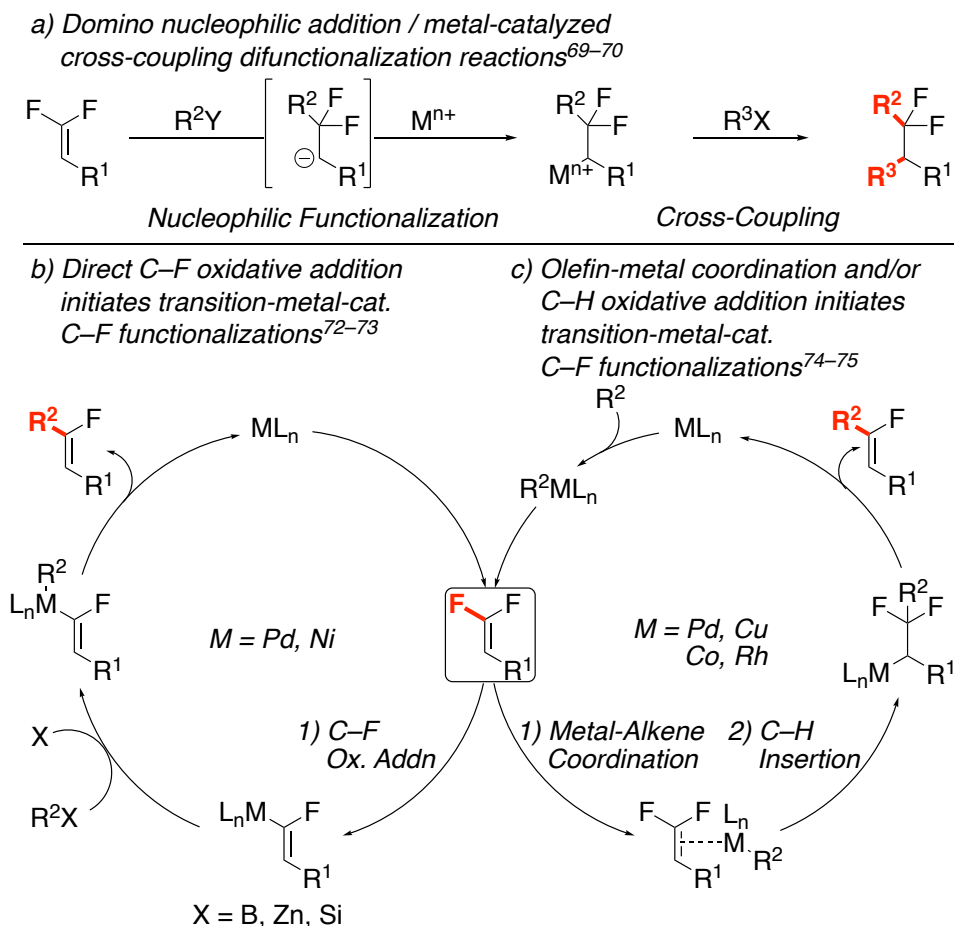 a) Domino nucleophilic addition / metal-catalyzed
cross-coupling difunctionalization reactions69–70
F
F
R1
R2Y
R2
F
F
⊖
R1
Mn+
R2
F
F
Mn+
R1
R3X
R2
F
F
R3
R1
Nucleophilic Functionalization
Cross-Coupling
b) Direct C–F oxidative addition
initiates transition-metal-cat.
C–F functionalizations72–73
c) Olefin-metal coordination and/or
C–H oxidative addition initiates
transition-metal-cat.
C–F functionalizations74–75
R2
F
R1
MLn
R2
MLn
R2MLn
R2
F
R1
R2
LnM
F
R1
M = Pd, Ni
F
F
R1
M = Pd, Cu
Co, Rh
R2
F
F
LnM
R1
1) C–F
Ox. Addn
1) Metal-Alkene
Coordination
2) C–H
Insertion
X
R2X
LnM
F
R1
F
F
R1
Ln
M
R2
X = B, Zn, Si